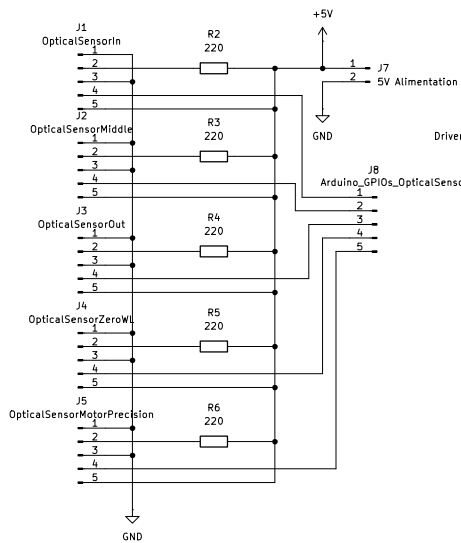 J1
OpticalSensorIn
1
2
3
4
5
R2
220
+5V
J7
1
2
5V Alimentation
GND
J2
OpticalSensorMiddle
1
2
3
4
5
R3
220
Driver
J8
Arduino_GPIOs_OpticalSenso
1
2
3
4
5
J3
OpticalSensorOut
1
2
3
4
5
R4
220
J4
OpticalSensorZeroWL
1
2
3
4
5
R5
220
J5
OpticalSensorMotorPrecision
1
2
3
4
5
R6
220
GND